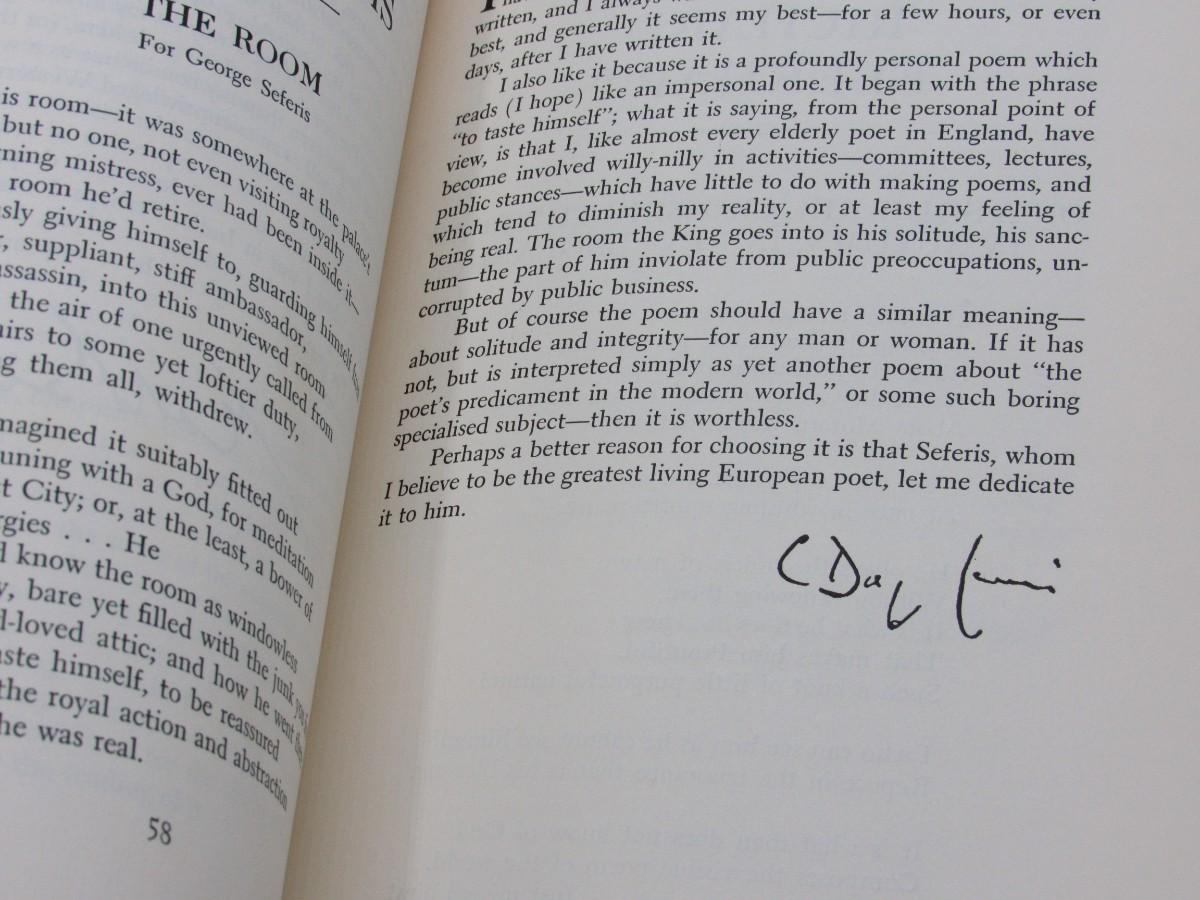 IS
THE ROOM
For George Seferis
is room—it was somewhere at the palace's
but no one, not even visiting royalty
ning mistress, ever had been inside it—
room he'd retire.
sly giving himself to, guarding himself from
, suppliant, stiff ambassador,
assassin, into this unviewed room
the air of one urgently called from
airs to some yet loftier duty,
g them all, withdrew.
magined it suitably fitted out
uning with a God, for meditation
t City; or, at the least, a bower of
rgies . . . He
d know the room as windowless
y, bare yet filled with the junk you
d-loved attic; and how he went there
aste himself, to be reassured
the royal action and abstraction
he was real.
58
written, and I
best, and generally it seems my best—for a few hours, or even
days, after I have written it.
I also like it because it is a profoundly personal poem which
reads (I hope) like an impersonal one. It began with the phrase
“to taste himself”; what it is saying, from the personal point of
view, is that I, like almost every elderly poet in England, have
become involved willy-nilly in activities—committees, lectures,
public stances—which have little to do with making poems, and
which tend to diminish my reality, or at least my feeling of
being real. The room the King goes into is his solitude, his sanc-
tum—the part of him inviolate from public preoccupations, un-
corrupted by public business.
But of course the poem should have a similar meaning—
about solitude and integrity—for any man or woman. If it has
not, but is interpreted simply as yet another poem about “the
poet's predicament in the modern world,” or some such boring
specialised subject—then it is worthless.
Perhaps a better reason for choosing it is that Seferis, whom
I believe to be the greatest living European poet, let me dedicate
it to him.
C Day Lewis